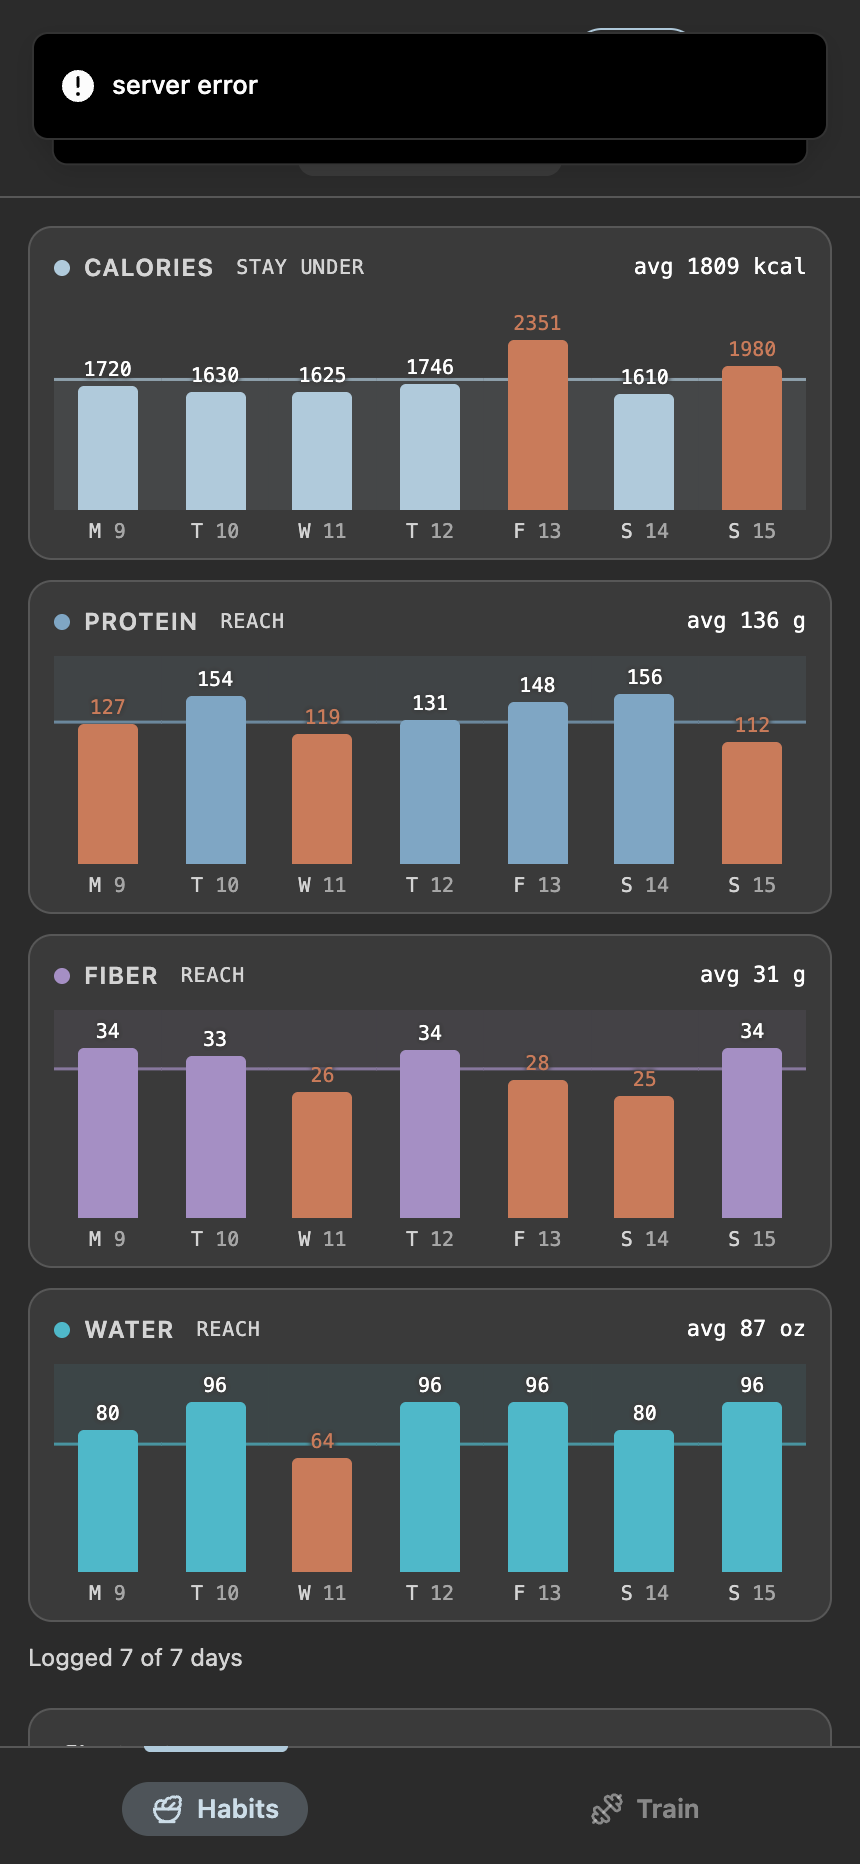 server error
CALORIES STAY UNDER avg 1809 kcal
1720 1630 1625 1746 2351 1610 1980
M 9 T 10 W 11 T 12 F 13 S 14 S 15
PROTEIN REACH avg 136 g
127 154 119 131 148 156 112
M 9 T 10 W 11 T 12 F 13 S 14 S 15
FIBER REACH avg 31 g
34 33 26 34 28 25 34
M 9 T 10 W 11 T 12 F 13 S 14 S 15
WATER REACH avg 87 oz
80 96 64 96 96 80 96
M 9 T 10 W 11 T 12 F 13 S 14 S 15
Logged 7 of 7 days
Habits Train